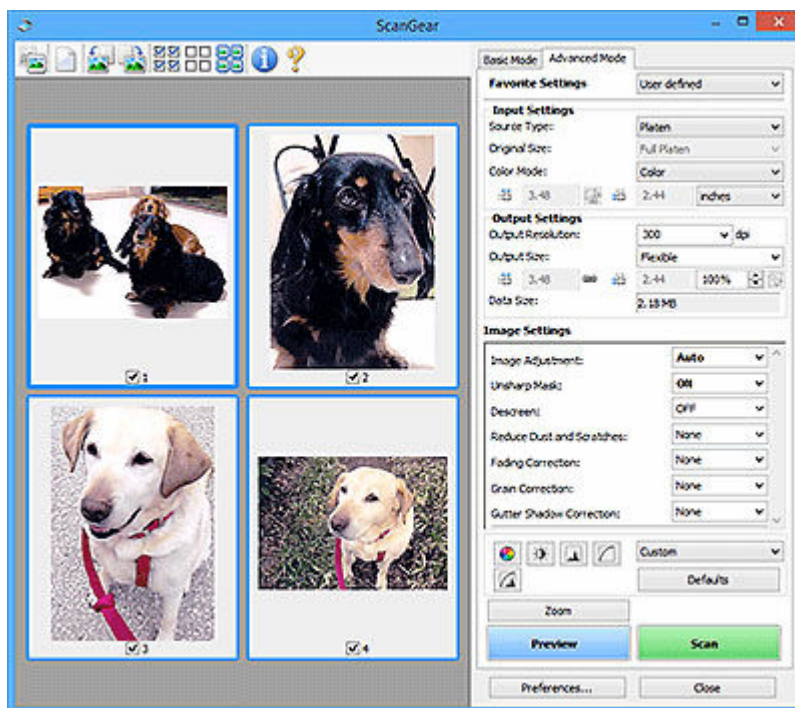 ScanGear
Basic Mode Advanced Mode
Favorite Settings User defined
Input Settings
Source Type: Platen
Original Size: Full Platen
Color Mode: Color
3.48 2.44 inches
Output Settings
Output Resolution: 300 dpi
Output Size: Flexible
3.48 2.44 100%
Data Size: 2.18 MB
Image Settings
Image Adjustment: Auto
Unsharp Mask: ON
Descreen: OFF
Reduce Dust and Scratches: None
Fading Correction: None
Grain Correction: None
Gutter Shadow Correction: None
Custom
Defaults
Zoom
Preview Scan
Preferences... Close
1 2
3 4